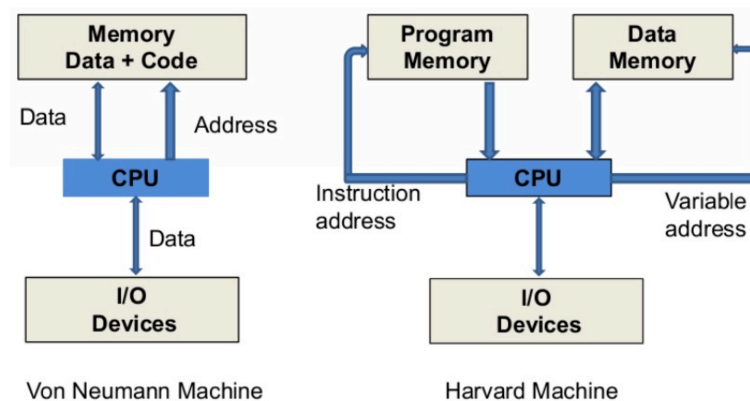 Memory
Data + Code
Data
Address
CPU
Data
I/O
Devices
Von Neumann Machine
Program
Memory
Data
Memory
CPU
Instruction
address
Variable
address
I/O
Devices
Harvard Machine